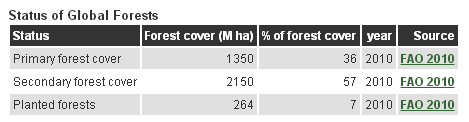 Status of Global Forests
Status Forest cover (M ha) % of forest cover year Source
Primary forest cover 1350 36 2010 FAO 2010
Secondary forest cover 2150 57 2010 FAO 2010
Planted forests 264 7 2010 FAO 2010